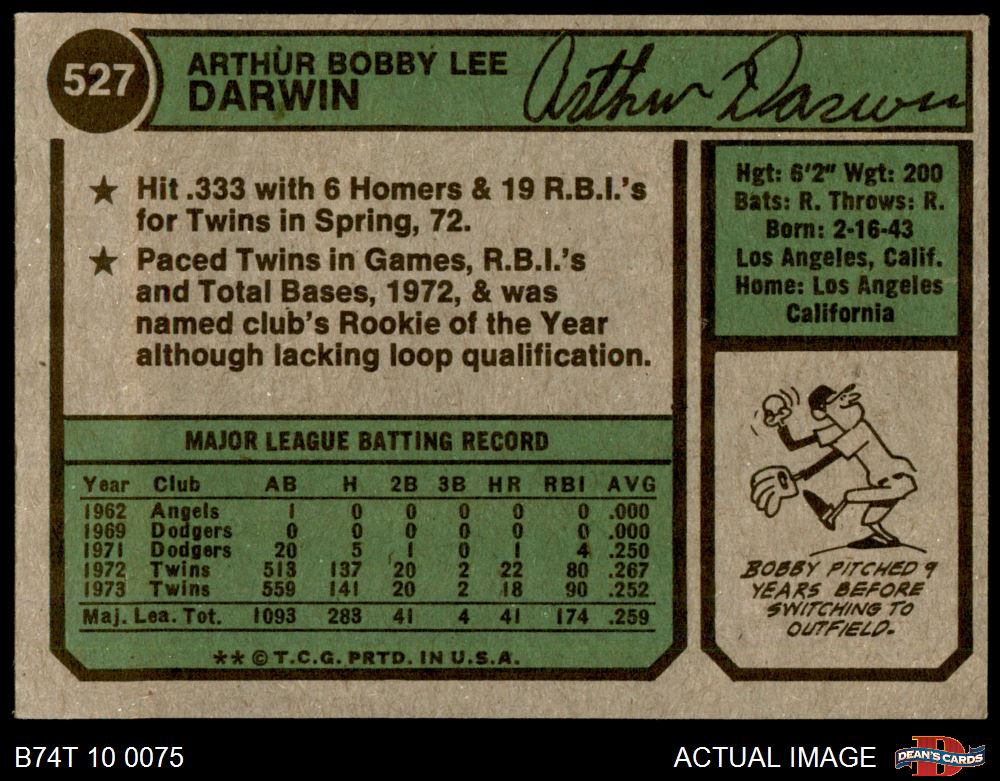 527
ARTHUR BOBBY LEE
DARWIN
Arthur Darwin
★ Hit .333 with 6 Homers & 19 R.B.I.'s
for Twins in Spring, 72.
★ Paced Twins in Games, R.B.I.'s
and Total Bases, 1972, & was
named club's Rookie of the Year
although lacking loop qualification.
Hgt: 6'2" Wgt: 200
Bats: R. Throws: R.
Born: 2-16-43
Los Angeles, Calif.
Home: Los Angeles
California
MAJOR LEAGUE BATTING RECORD
Year Club AB H 2B 3B HR RBI AVG
1962 Angels 1 0 0 0 0 0 .000
1969 Dodgers 0 0 0 0 0 0 .000
1971 Dodgers 20 5 1 0 1 4 .250
1972 Twins 513 137 20 2 22 80 .267
1973 Twins 559 141 20 2 18 90 .252
Maj. Lea. Tot. 1093 283 41 4 41 174 .259
** © T.C.G. PRTD. IN U.S.A.
BOBBY PITCHED 9
YEARS BEFORE
SWITCHING TO
OUTFIELD.
B74T 10 0075
ACTUAL IMAGE
D
DEAN'S CARDS